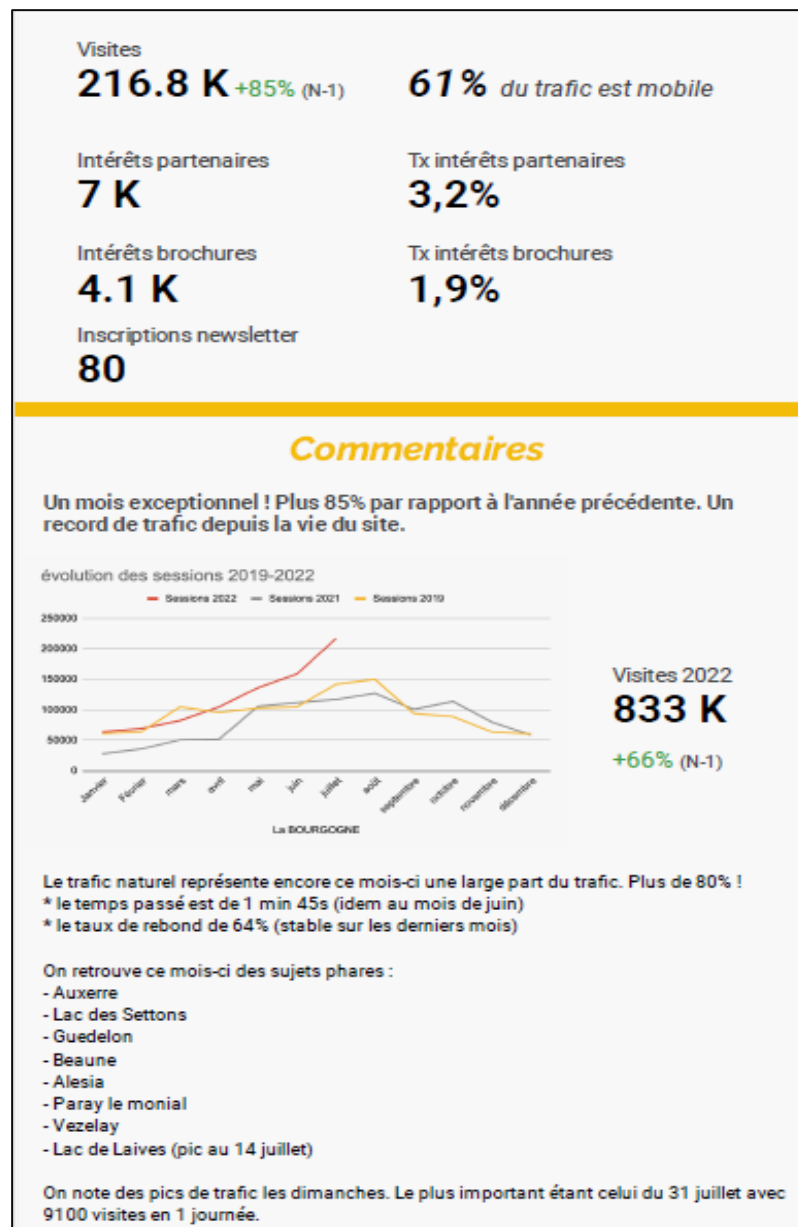 Visites
216.8 K +85% (N-1)
61% du trafic est mobile
Intérêts partenaires
7 K
Tx intérêts partenaires
3,2%
Intérêts brochures
4.1 K
Tx intérêts brochures
1,9%
Inscriptions newsletter
80
Commentaires
Un mois exceptionnel ! Plus 85% par rapport à l'année précédente. Un
record de trafic depuis la vie du site.
évolution des sessions 2019-2022
Sessions 2022 Sessions 2021 Sessions 2019
250000
200000
150000
100000
50000
0
Janvier Février mars avril mai juin juillet août septembre octobre novembre décembre
La BOURGOGNE
Visites 2022
833 K
+66% (N-1)
Le trafic naturel représente encore ce mois-ci une large part du trafic. Plus de 80% !
* le temps passé est de 1 min 45s (idem au mois de juin)
* le taux de rebond de 64% (stable sur les derniers mois)
On retrouve ce mois-ci des sujets phares :
- Auxerre
- Lac des Settons
- Guedelon
- Beaune
- Alesia
- Paray le monial
- Vezelay
- Lac de Laives (pic au 14 juillet)
On note des pics de trafic les dimanches. Le plus important étant celui du 31 juillet avec
9100 visites en 1 journée.